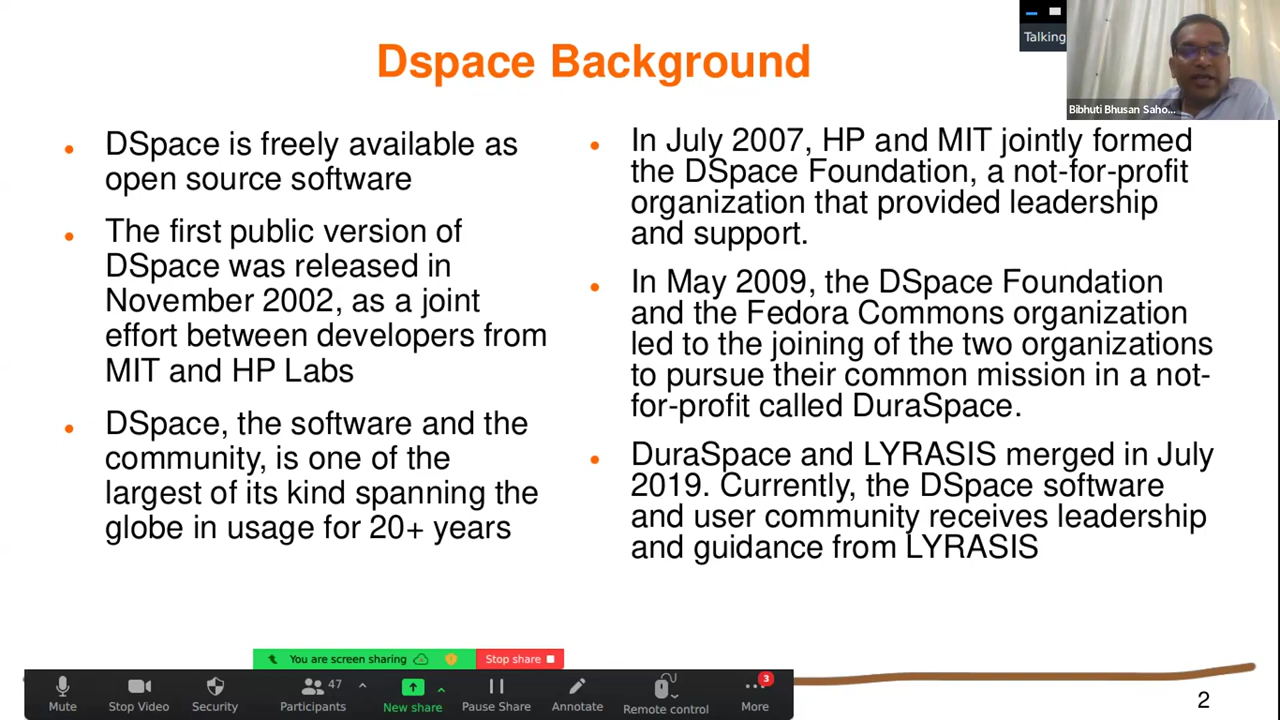 Dspace Background
Talking
Bibhuti Bhusan Saho...
DSpace is freely available as
open source software
The first public version of
DSpace was released in
November 2002, as a joint
effort between developers from
MIT and HP Labs
DSpace, the software and the
community, is one of the
largest of its kind spanning the
globe in usage for 20+ years
In July 2007, HP and MIT jointly formed
the DSpace Foundation, a not-for-profit
organization that provided leadership
and support.
In May 2009, the DSpace Foundation
and the Fedora Commons organization
led to the joining of the two organizations
to pursue their common mission in a not-
for-profit called DuraSpace.
DuraSpace and LYRASIS merged in July
2019. Currently, the DSpace software
and user community receives leadership
and guidance from LYRASIS
You are screen sharing
Stop share
Mute
Stop Video
Security
47
Participants
New share
Pause Share
Annotate
Remote control
3
More
2